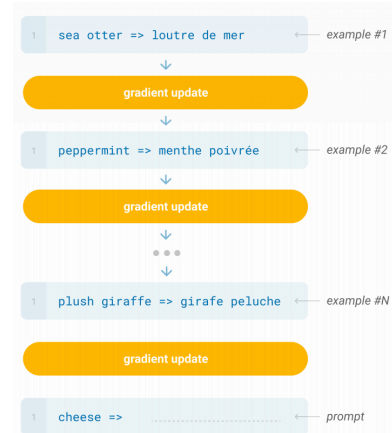 1 sea otter => loutre de mer example #1
gradient update
1 peppermint => menthe poivrée example #2
gradient update
1 plush giraffe => girafe peluche example #N
gradient update
1 cheese => prompt